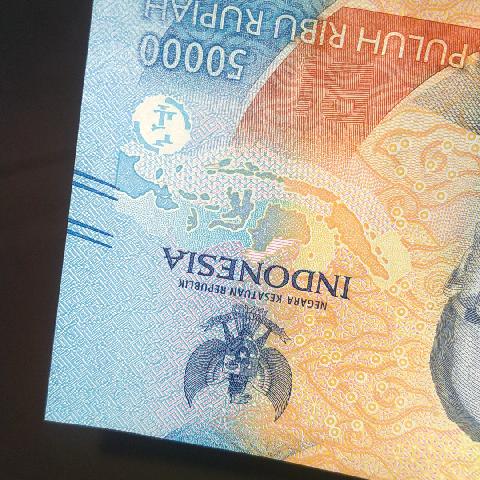 NEGARA KESATUAN REPUBLIK
INDONESIA
50000
PULUH RIBU RUPIAH